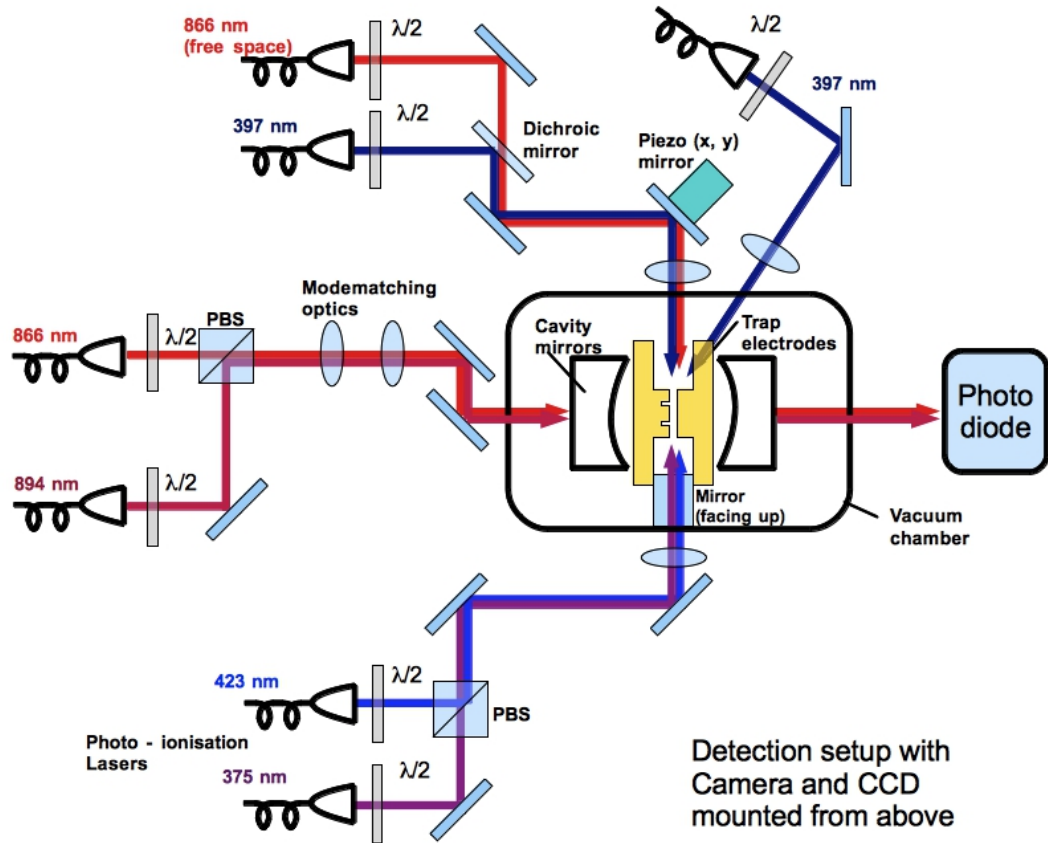 866 nm
(free space)
λ/2
λ/2
397 nm
397 nm
λ/2
Dichroic
mirror
Piezo (x, y)
mirror
Modematching
optics
866 nm
λ/2
PBS
Cavity
mirrors
Trap
electrodes
Photo
diode
894 nm
λ/2
Mirror
(facing up)
Vacuum
chamber
423 nm
λ/2
PBS
Photo - ionisation
Lasers
375 nm
λ/2
Detection setup with
Camera and CCD
mounted from above